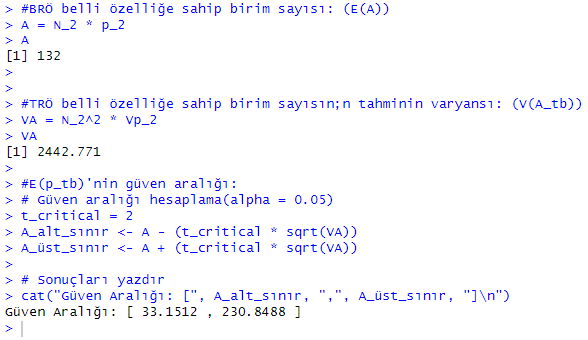 > #BRÖ belli özelliğe sahip birim sayısı: (E(A))
> A = N_2 * p_2
> A
[1] 132
>
>
> #TRÖ belli özelliğe sahip birim sayısın;n tahminin varyansı: (V(A_tb))
> VA = N_2^2 * Vp_2
> VA
[1] 2442.771
>
> #E(p_tb)'nin güven aralığı:
> # Güven aralığı hesaplama(alpha = 0.05)
> t_critical = 2
> A_alt_sınır <- A - (t_critical * sqrt(VA))
> A_üst_sınır <- A + (t_critical * sqrt(VA))
>
> # Sonuçları yazdır
> cat("Güven Aralığı: [", A_alt_sınır, ",", A_üst_sınır, "]\n")
Güven Aralığı: [ 33.1512 , 230.8488 ]
>